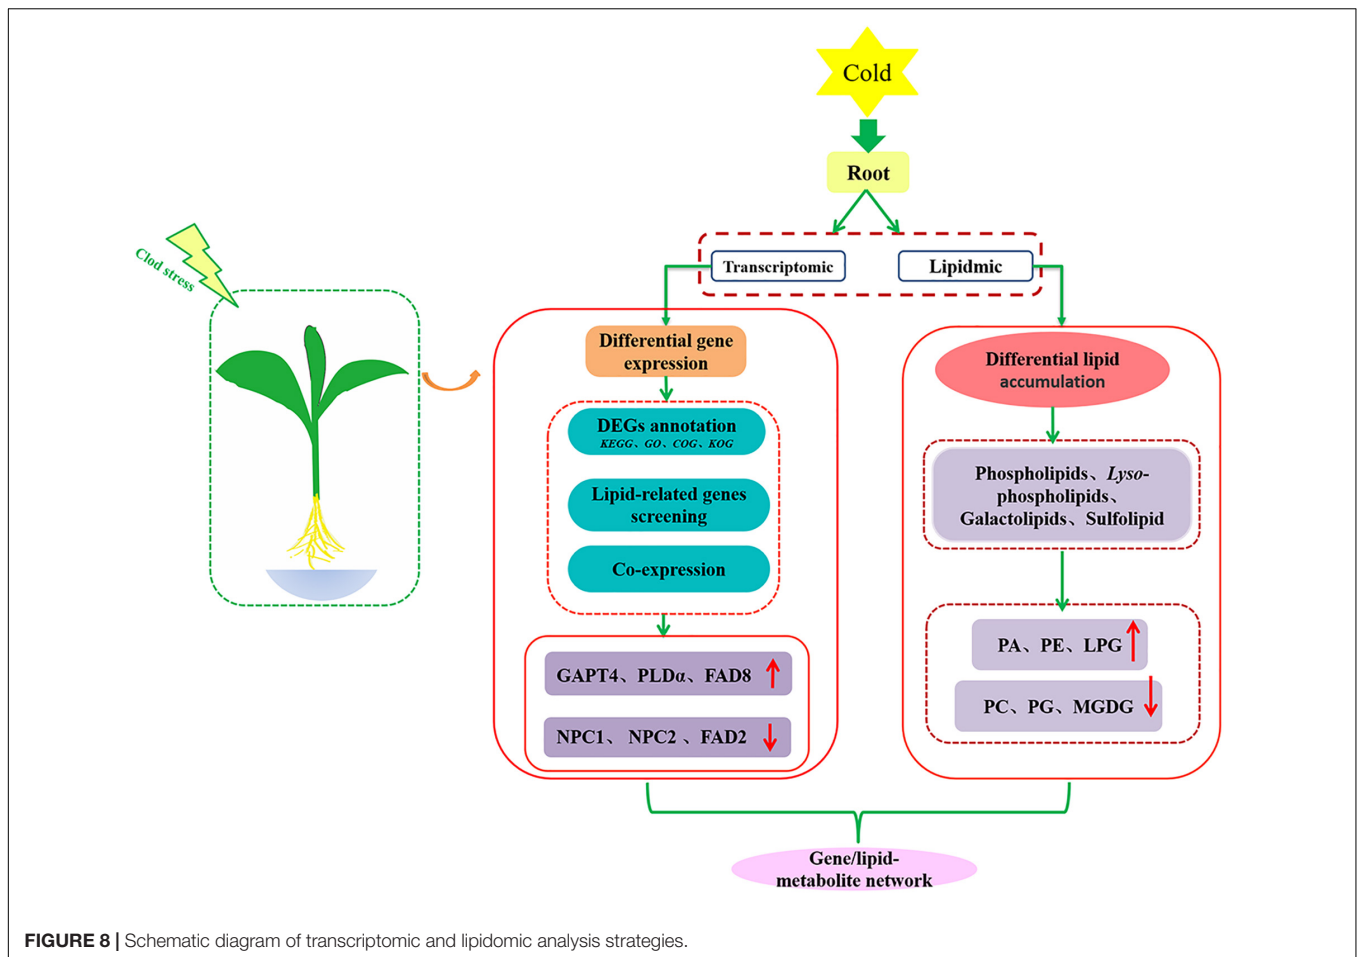 Cold
Root
Clod stress
Transcriptomic
Lipidmic
Differential gene
expression
DEGs annotation
KEGG、GO、COG、KOG
Lipid-related genes
screening
Co-expression
GAPT4、PLDα、FAD8
NPC1、 NPC2 、FAD2
Differential lipid
accumulation
Phospholipids、Lyso-
phospholipids、
Galactolipids、Sulfolipid
PA、PE、LPG
PC、PG、MGDG
Gene/lipid-
metabolite network
FIGURE 8 | Schematic diagram of transcriptomic and lipidomic analysis strategies.